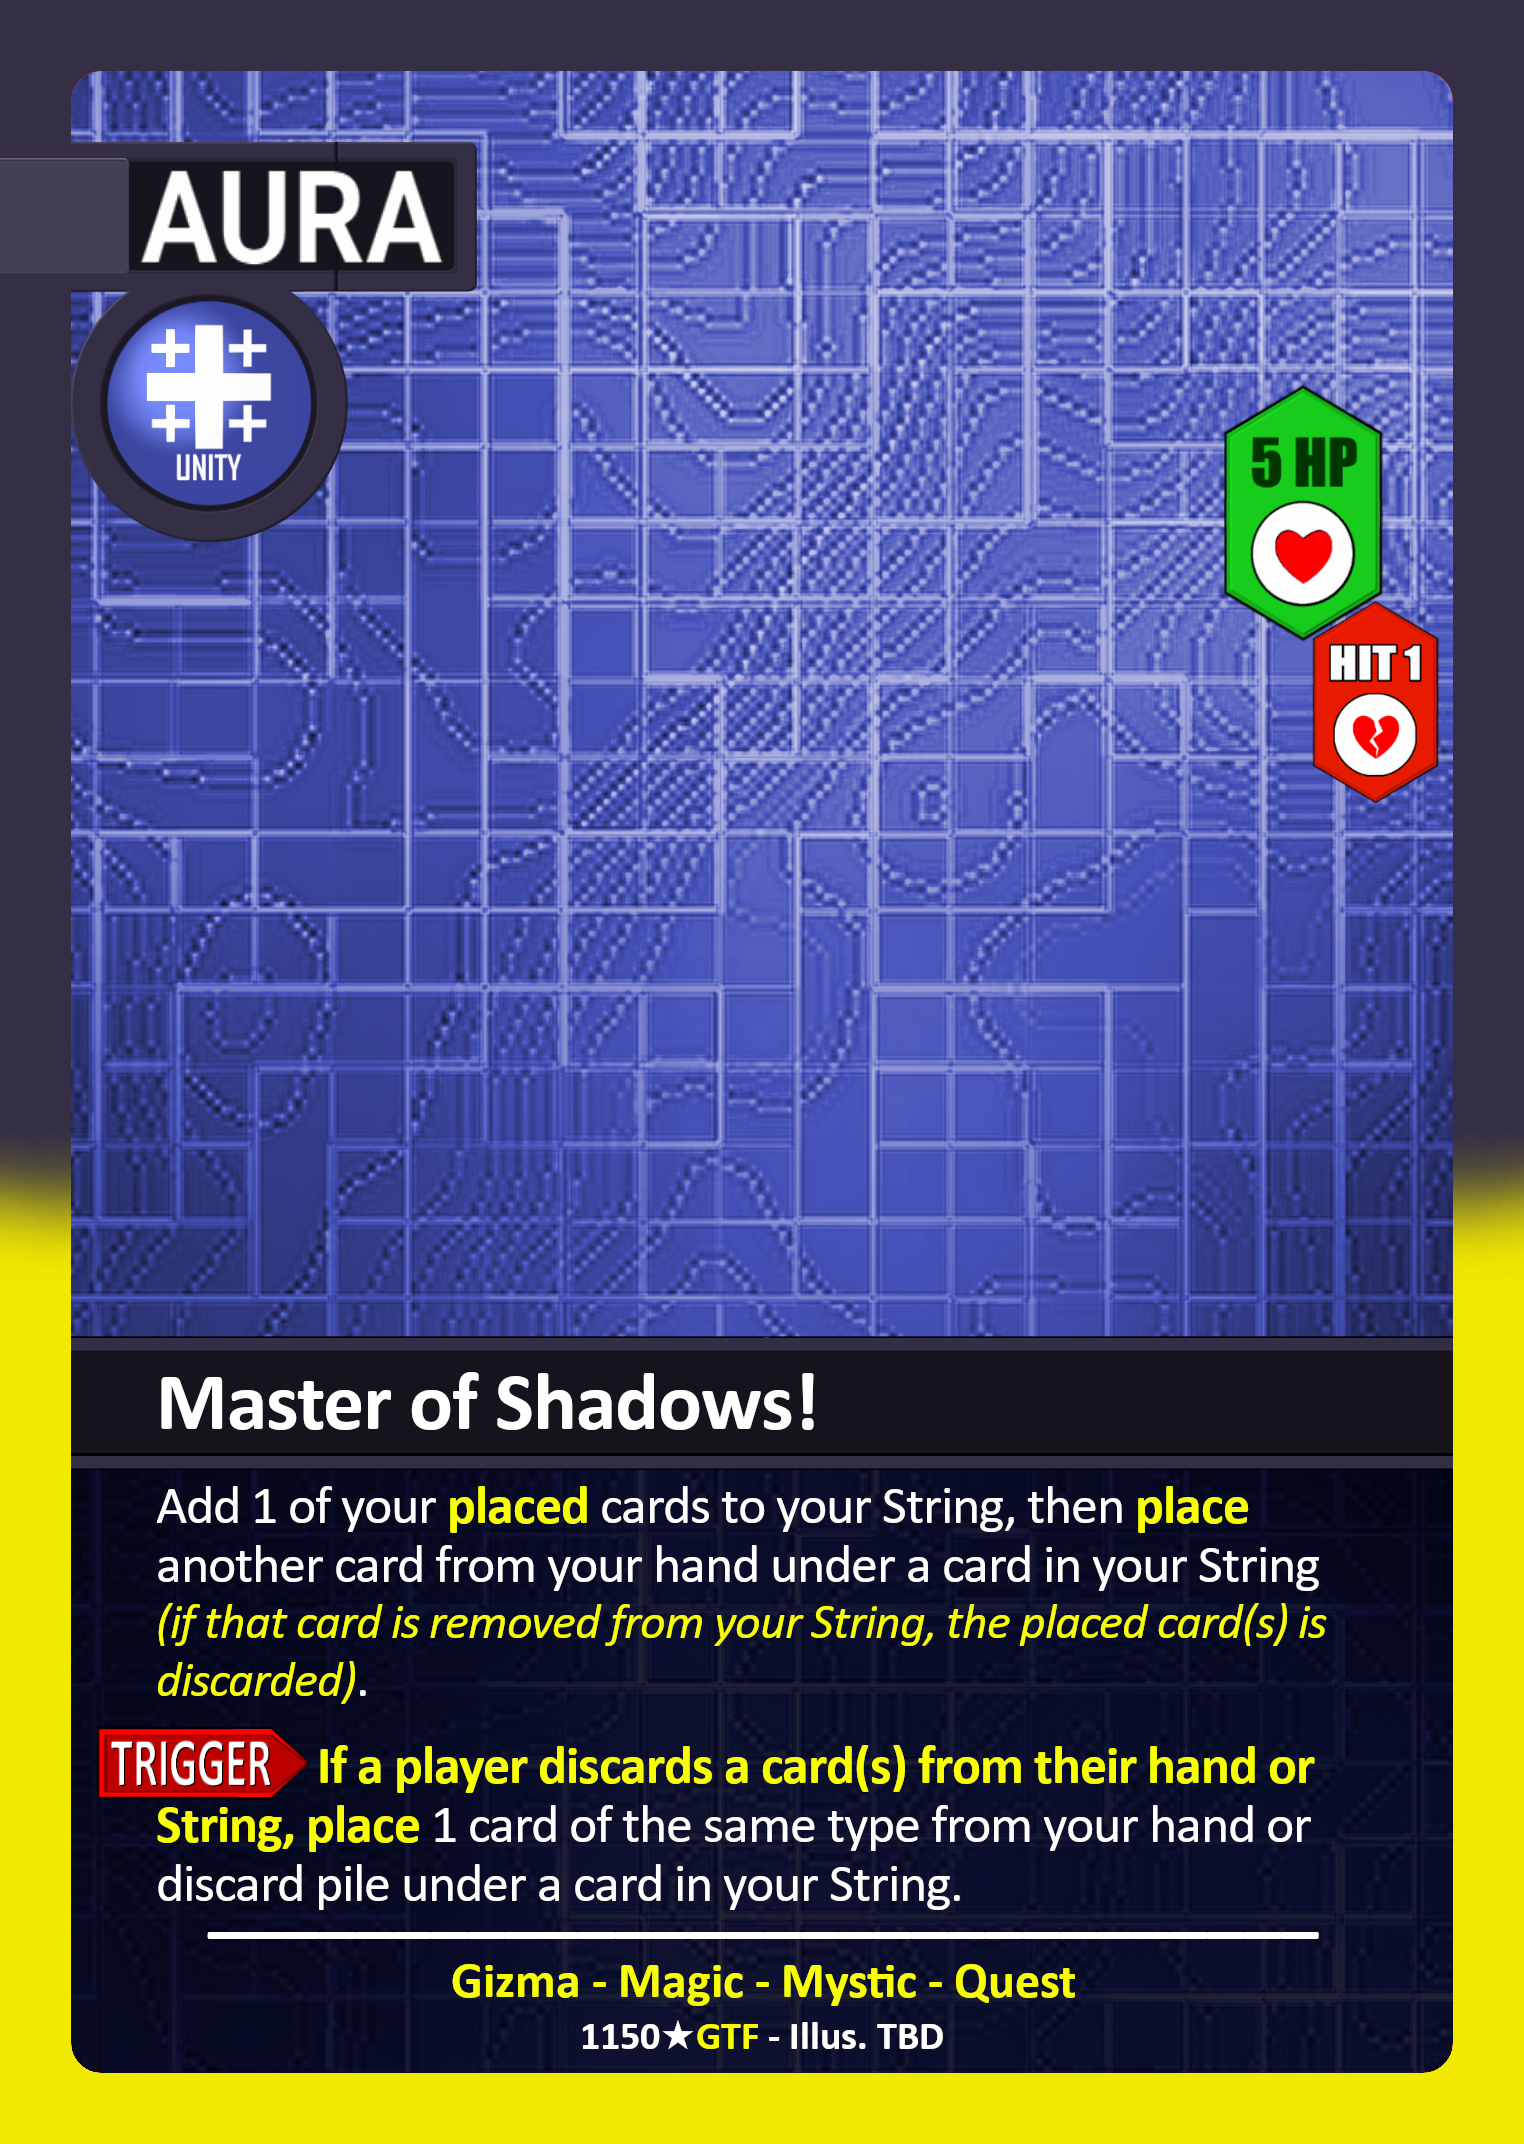 AURA
UNITY
5 HP
HIT 1
Master of Shadows!
Add 1 of your placed cards to your String, then place
another card from your hand under a card in your String
(if that card is removed from your String, the placed card(s) is
discarded).
TRIGGER If a player discards a card(s) from their hand or
String, place 1 card of the same type from your hand or
discard pile under a card in your String.
Gizma - Magic - Mystic - Quest
1150★GTF - Illus. TBD